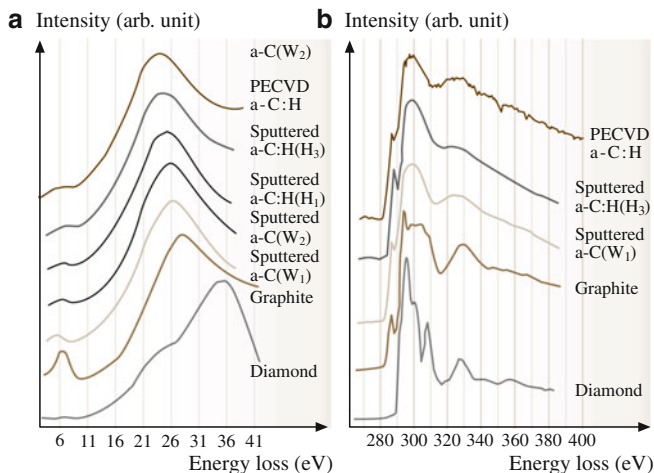 a Intensity (arb. unit)
a-C(W₂)
PECVD
a-C:H
Sputtered
a-C:H(H₃)
Sputtered
a-C:H(H₁)
Sputtered
a-C(W₂)
Sputtered
a-C(W₁)
Graphite
Diamond
6 11 16 21 26 31 36 41
Energy loss (eV)
b Intensity (arb. unit)
PECVD
a-C:H
Sputtered
a-C:H(H₃)
Sputtered
a-C(W₁)
Graphite
Diamond
280 300 320 340 360 380 400
Energy loss (eV)